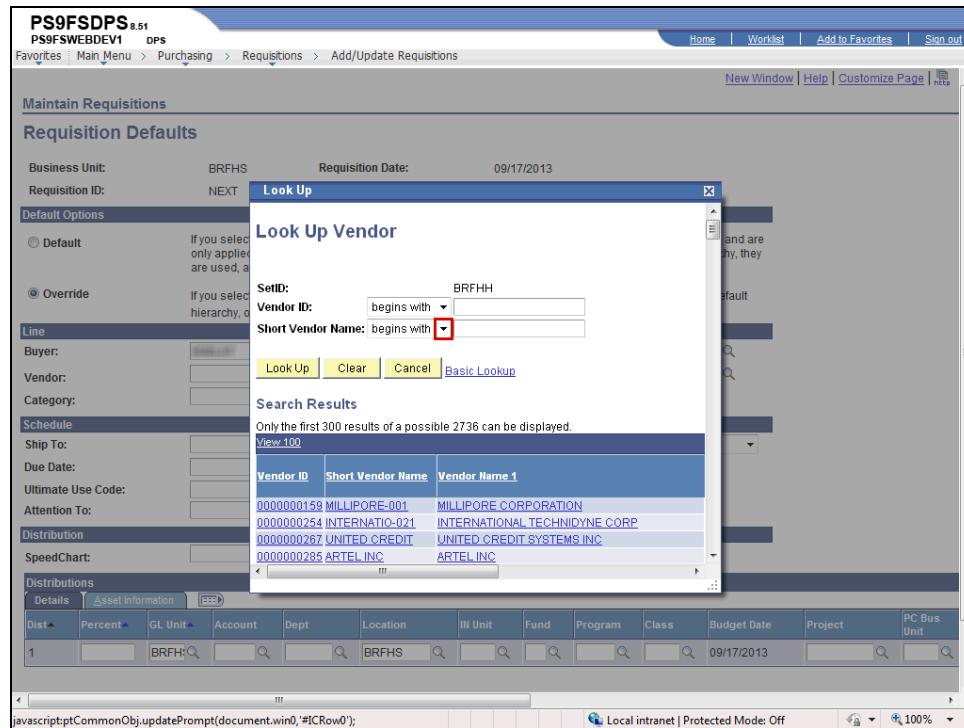 PS9FSDPS 8.51
PS9FSWEBDEV1 DPS
Home | Worklist | Add to Favorites | Sign out
Favorites Main Menu > Purchasing > Requisitions > Add/Update Requisitions
New Window | Help | Customize Page | http
Maintain Requisitions
Requisition Defaults
Business Unit: BRFHS Requisition Date: 09/17/2013
Requisition ID: NEXT
Default Options
Default
If you selec
and are
only applied
hy, they
are used, a
Override
If you selec
efault
hierarchy, o
Line
Buyer:
Vendor:
Category:
Schedule
Ship To:
Due Date:
Ultimate Use Code:
Attention To:
Distribution
SpeedChart:
Look Up
Look Up Vendor
SetID: BRFHH
Vendor ID: begins with
Short Vendor Name: begins with
Look Up Clear Cancel Basic Lookup
Search Results
Only the first 300 results of a possible 2736 can be displayed.
View 100
Vendor ID Short Vendor Name Vendor Name 1
0000000159 MILLIPORE-001 MILLIPORE CORPORATION
0000000254 INTERNATIO-021 INTERNATIONAL TECHNIDYNE CORP
0000000267 UNITED CREDIT UNITED CREDIT SYSTEMS INC
0000000285 ARTEL INC ARTEL INC
Distributions
Details Asset Information
Dist Percent GL Unit Account Dept Location IN Unit Fund Program Class Budget Date Project PC Bus Unit
1 BRFHS BRFHS 09/17/2013
javascript:ptCommonObj.updatePrompt(document.win0,'#ICRow0'); Local intranet | Protected Mode: Off 100%